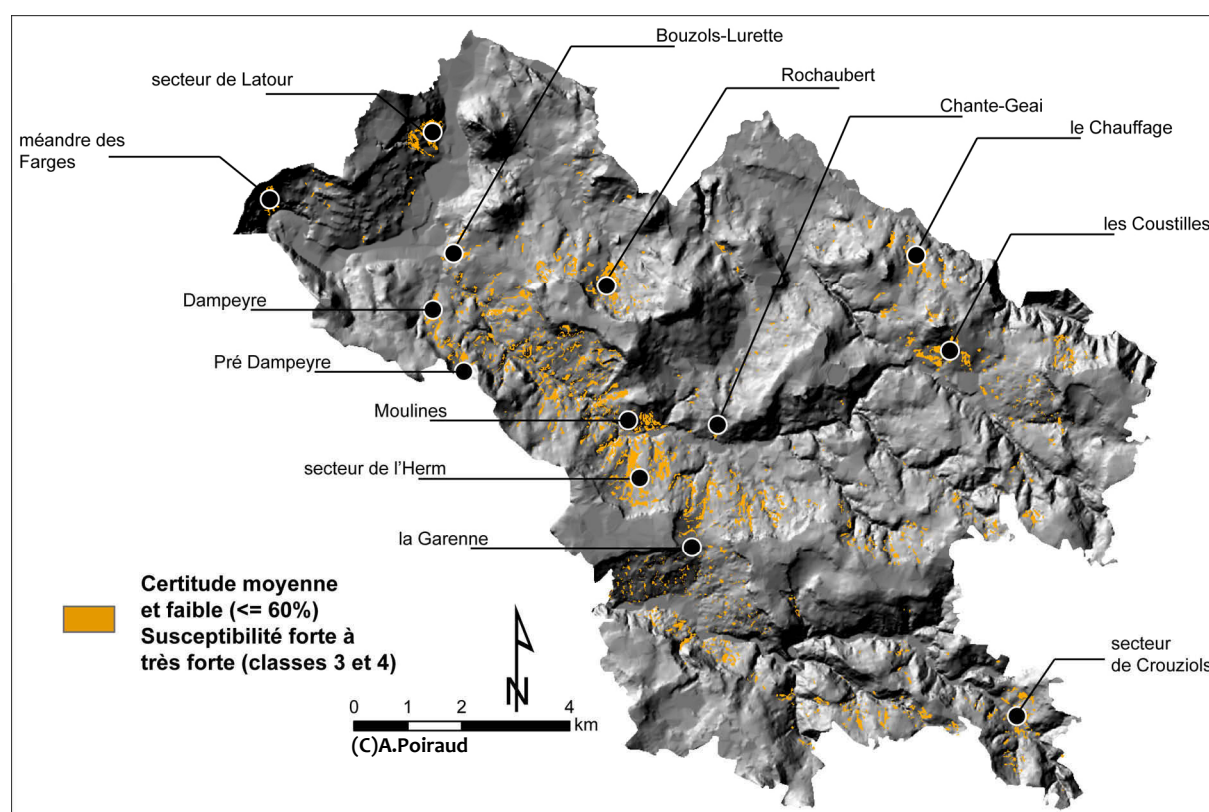 Bouzols-Lurette
secteur de Latour
Rochaubert
Chante-Geai
le Chauffage
méandre des
Farges
les Coustilles
Dampeyre
Pré Dampeyre
Moulines
secteur de l'Herm
la Garenne
Certitude moyenne
et faible (<= 60%)
Susceptibilité forte à
très forte (classes 3 et 4)
secteur
de Crouziols
N
0 1 2 4
km
(C)A.Poiraud